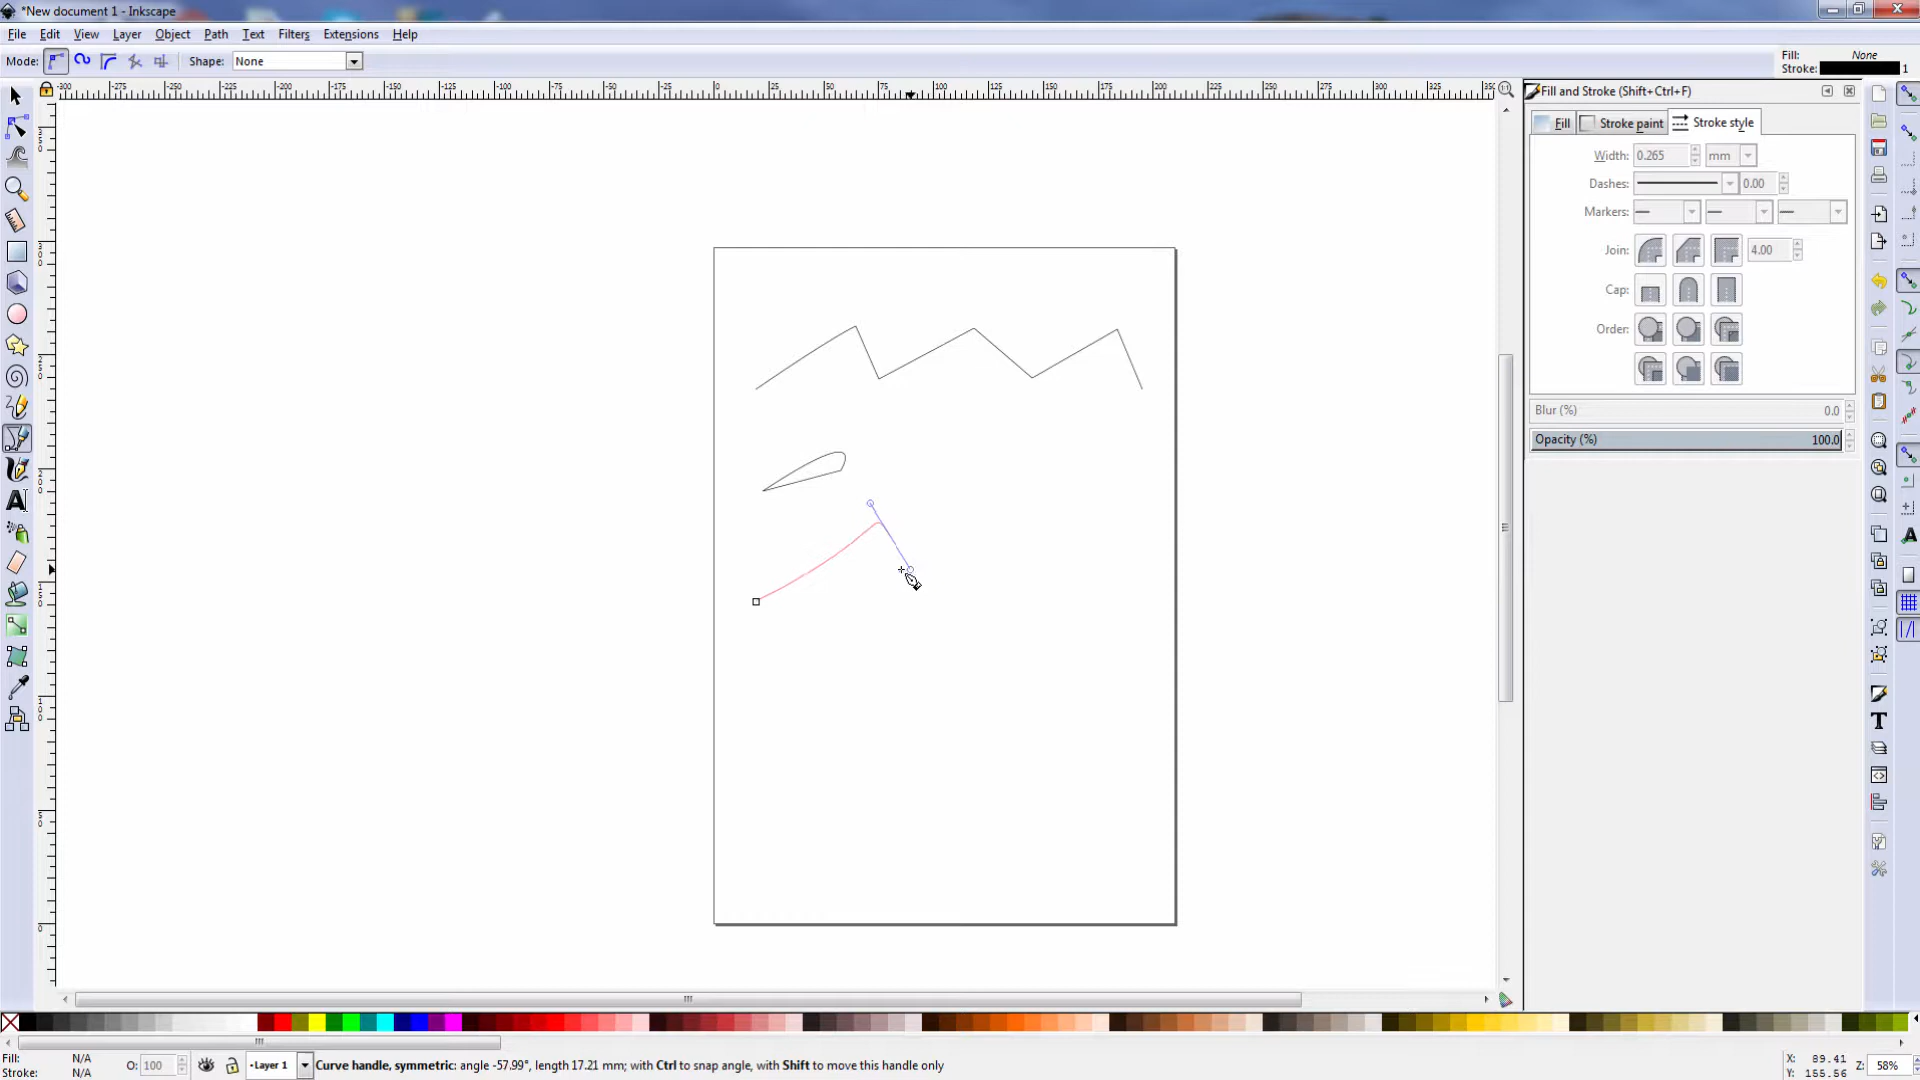 *New document 1 - Inkscape
File Edit View Layer Object Path Text Filters Extensions Help
Mode: Shape: None
Fill: None
Stroke: 1
Fill and Stroke (Shift+Ctrl+F)
Fill Stroke paint Stroke style
Width: 0.265 mm
Dashes: 0.00
Markers:
Join: 4.00
Cap:
Order:
Blur (%) 0.0
Opacity (%) 100.0
Fill: N/A
Stroke: N/A
O: 100
Layer 1
Curve handle, symmetric: angle -57.99°, length 17.21 mm; with Ctrl to snap angle, with Shift to move this handle only
X: 89.41
Y: 155.56
Z: 58%